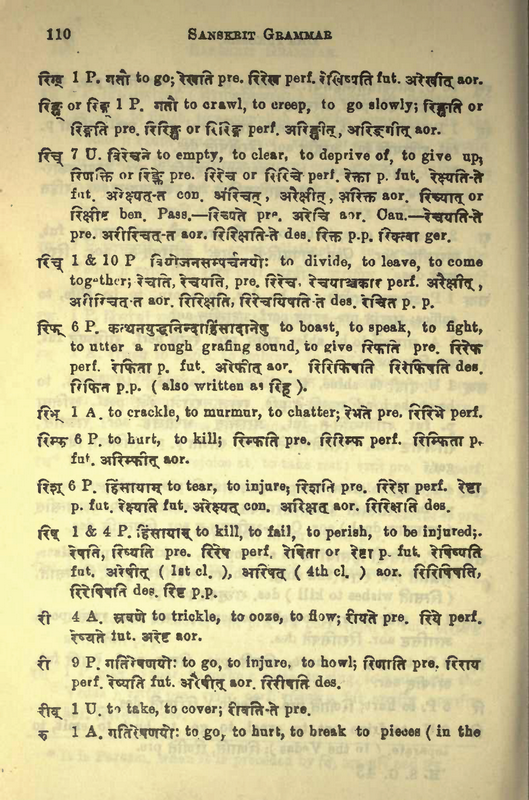 110 SANSKRIT GRAMMAR
रिख् 1 P. गतौ to go; रेखति pre. रिरेख perf. रेखिष्यति fut. अरेखीत् aor.
रिङ्ख् or रिङ्ग् 1 P. गतौ to crawl, to creep, to go slowly; रिङ्खति or
रिङ्गति pre. रिरिङ्ख or रिरिङ्ग perf. अरिङ्खीत्, अरिङ्गीत् aor.
रिच् 7 U. विरेचने to empty, to clear, to deprive of, to give up;
रिणक्ति or रिङ्क्ते pre. रिरेच or रिरिचे perf. रेक्ता p. fut. रेक्ष्यति-ते
fut. अरेक्ष्यत्-त con. अरिचत्, अरैक्षीत्, अरिक्त aor. रिच्यात् or
रिक्षीष्ट ben. Pass.—रिच्यते pre. अरेचि aor. Cau.—रेचयति-ते
pre. अरीरिचत्-त aor. रिरिक्षति-ते des. रिक्त p.p. रिक्त्वा ger.
रिच् 1 & 10 P वियोजनसम्पर्चनयोः to divide, to leave, to come
together; रेचति, रेचयति, pre. रिरेच, रेचयाञ्चकार perf. अरैक्षीत्,
अरीरिचत्-त aor. रिरिक्षति, रिरेचयिषति-ते des. रेचित p. p.
रिफ् 6 P. कत्थनयुद्धनिन्दाहिंसादानेषु to boast, to speak, to fight,
to utter a rough grating sound, to give रिफति pre. रिरेफ
perf. रेफिता p. fut. अरेफीत् aor. रिरिफिषति रिरेफिषति des.
रिफित p.p. ( also written as रिह् ).
रिभ् 1 A. to crackle, to murmur, to chatter; रेभते pre. रिरिभे perf.
रिम्फ् 6 P. to hurt, to kill; रिम्फति pre. रिरिम्फ perf. रिम्फिता p.
fut. अरिम्फीत् aor.
रिश् 6 P. हिंसायाम् to tear, to injure; रिशति pre. रिरेश perf. रेष्टा
p. fut. रेक्ष्यति fut. अरेक्ष्यत् con. अरिक्षत् aor. रिरिक्षति des.
रिष् 1 & 4 P. हिंसायाम् to kill, to fail, to perish, to be injured;
रेषति, रिष्यति pre. रिरेष perf. रेषिता or रेष्टा p. fut. रेषिष्यति
fut. अरेषीत् ( 1st cl. ), अरिषत् ( 4th cl. ) aor. रिरिषिषति,
रिरेषिषति des. रिष्ट p.p.
री 4 A. स्रवणे to trickle, to ooze, to flow; रीयते pre. रिर्ये perf.
रेष्यते fut. अरेष्ट aor.
री 9 P. गतिरेषणयोः to go, to injure, to howl; रिणाति pre. रिराय
perf. रेष्यति fut. अरैषीत् aor. रिरीषति des.
रीव् 1 U. to take, to cover; रीवति-ते pre.
रु 1 A. गतिरेषणयोः to go, to hurt, to break to pieces ( in the